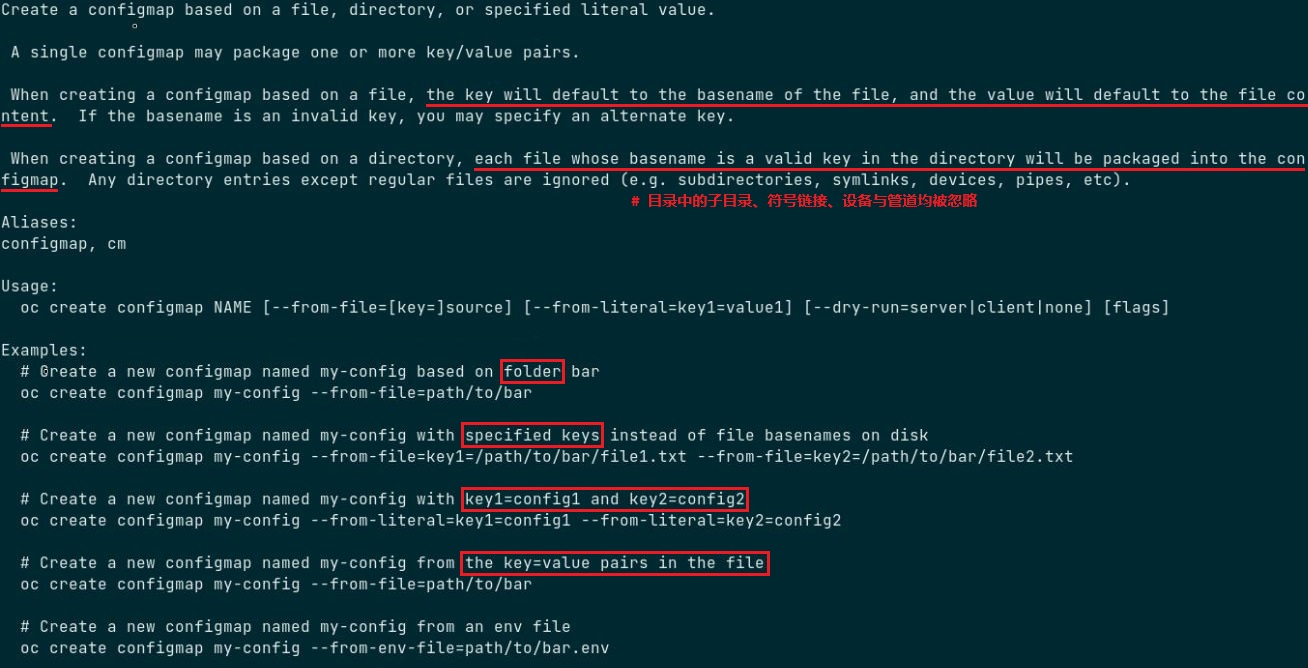 Create a configmap based on a file, directory, or specified literal value.
A single configmap may package one or more key/value pairs.
When creating a configmap based on a file, the key will default to the basename of the file, and the value will default to the file co
ntent.  If the basename is an invalid key, you may specify an alternate key.
When creating a configmap based on a directory, each file whose basename is a valid key in the directory will be packaged into the con
figmap.  Any directory entries except regular files are ignored (e.g. subdirectories, symlinks, devices, pipes, etc).
# 目录中的子目录、符号链接、设备与管道均被忽略
Aliases:
configmap, cm
Usage:
oc create configmap NAME [--from-file=[key=]source] [--from-literal=key1=value1] [--dry-run=server|client|none] [flags]
Examples:
# Create a new configmap named my-config based on folder bar
oc create configmap my-config --from-file=path/to/bar
# Create a new configmap named my-config with specified keys instead of file basenames on disk
oc create configmap my-config --from-file=key1=/path/to/bar/file1.txt --from-file=key2=/path/to/bar/file2.txt
# Create a new configmap named my-config with key1=config1 and key2=config2
oc create configmap my-config --from-literal=key1=config1 --from-literal=key2=config2
# Create a new configmap named my-config from the key=value pairs in the file
oc create configmap my-config --from-file=path/to/bar
# Create a new configmap named my-config from an env file
oc create configmap my-config --from-env-file=path/to/bar.env